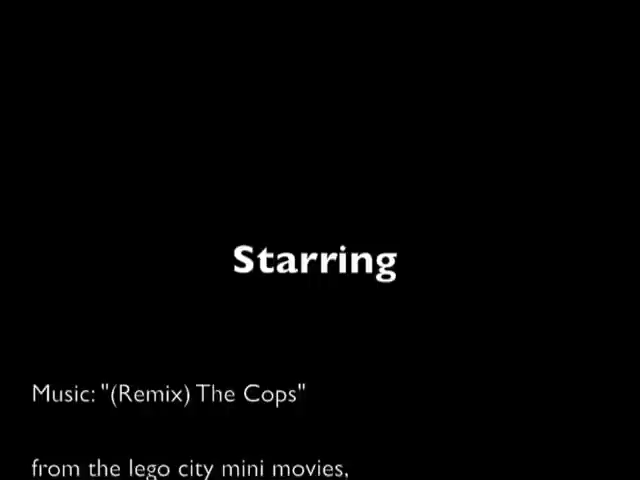 Starring
Music: "(Remix) The Cops"
from the lego city mini movies,